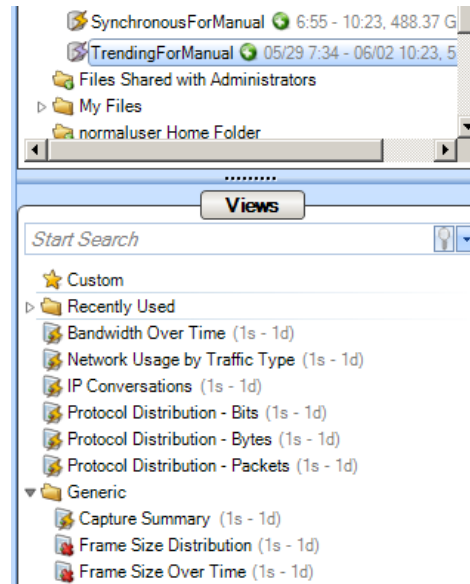 SynchronousForManual 6:55 - 10:23, 488.37 G
TrendingForManual 05/29 7:34 - 06/02 10:23, 5
Files Shared with Administrators
My Files
normaluser Home Folder
Views
Start Search
Custom
Recently Used
Bandwidth Over Time (1s - 1d)
Network Usage by Traffic Type (1s - 1d)
IP Conversations (1s - 1d)
Protocol Distribution - Bits (1s - 1d)
Protocol Distribution - Bytes (1s - 1d)
Protocol Distribution - Packets (1s - 1d)
Generic
Capture Summary (1s - 1d)
Frame Size Distribution (1s - 1d)
Frame Size Over Time (1s - 1d)